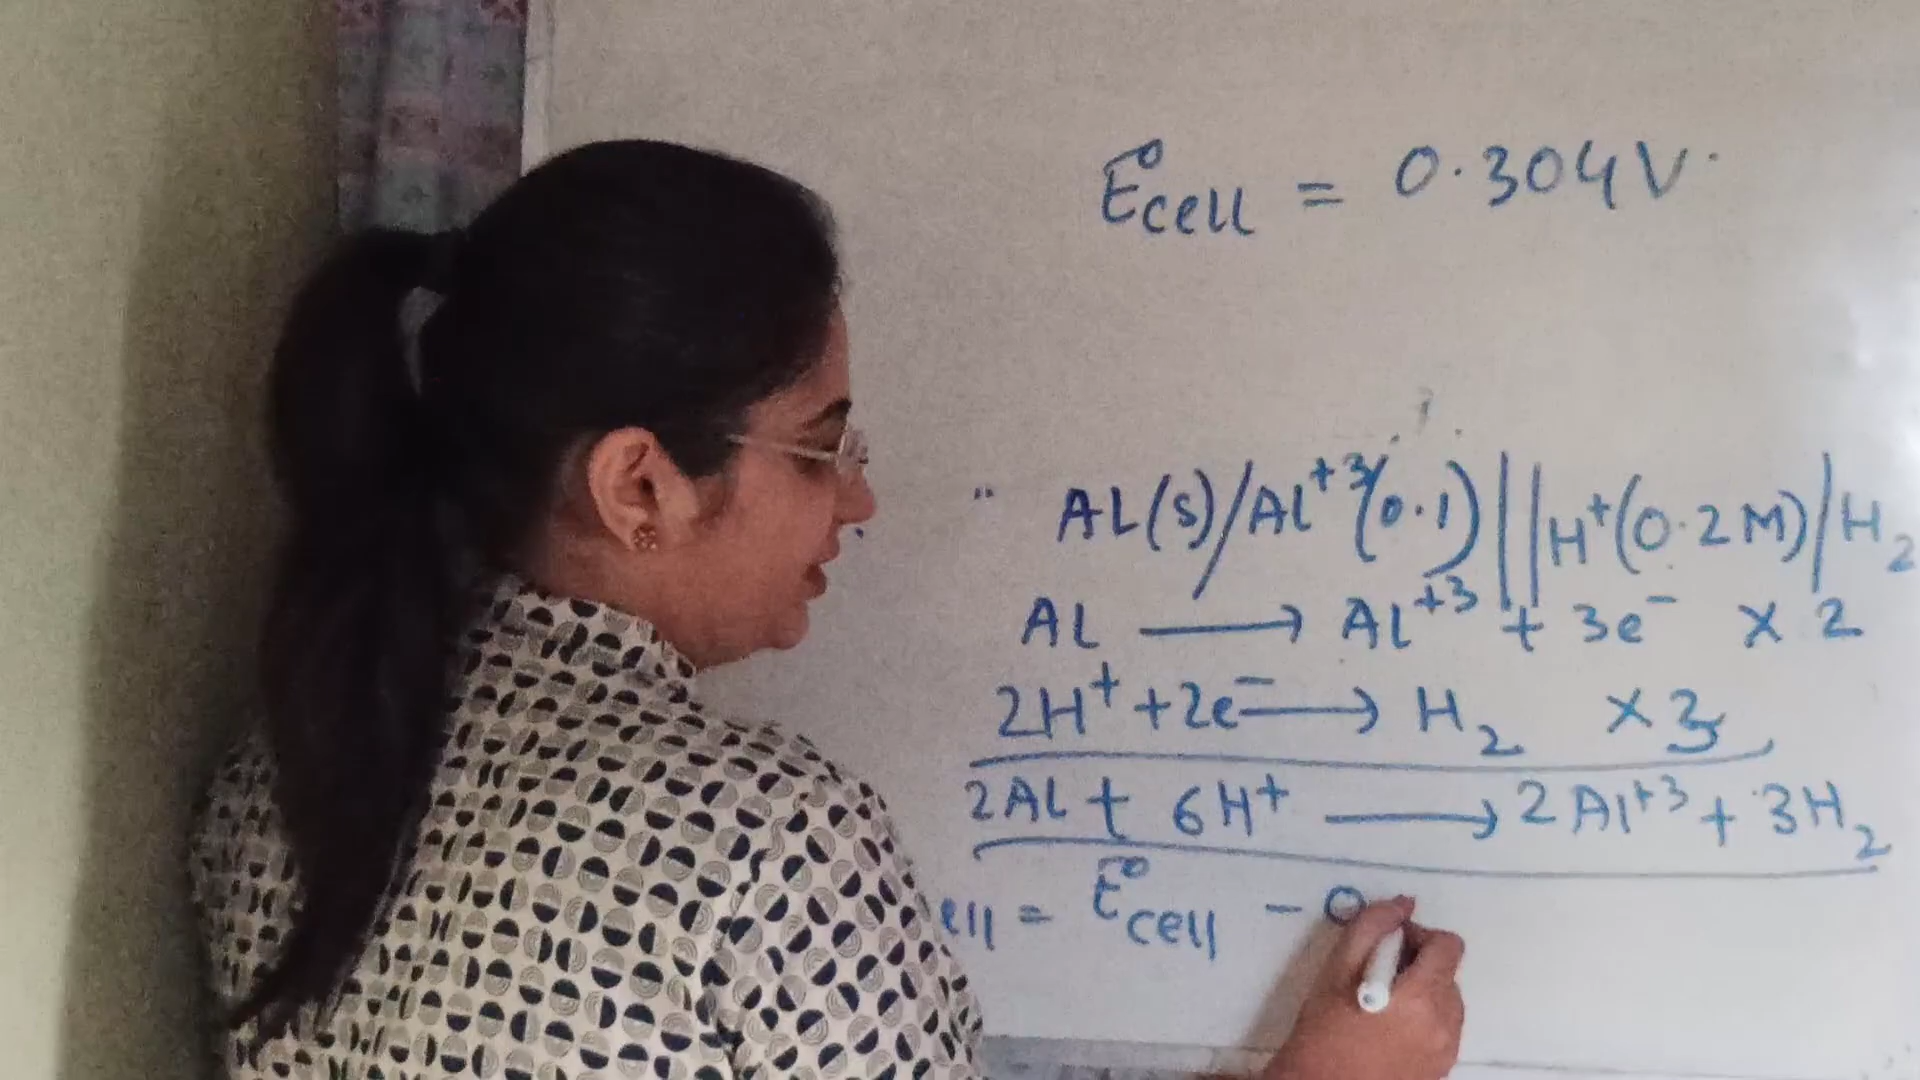 E°cell = 0.304V.
" AL(s)/Al+3(0.1)||H+(0.2M)/H2
AL ⟶ Al+3 + 3e- × 2
2H+ +2e- ⟶ H2 ×3
2AL + 6H+ ⟶ 2Al+3 + 3H2
ell = E°cell - 0